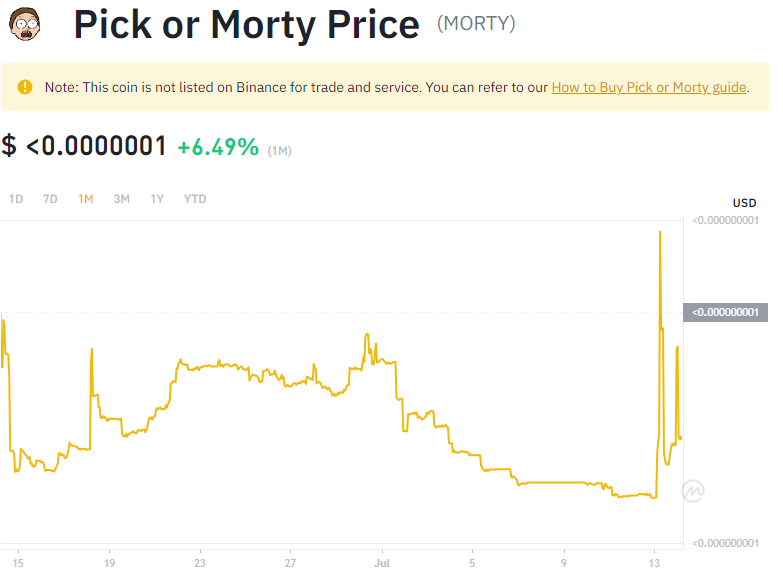 Pick or Morty Price (MORTY)
Note: This coin is not listed on Binance for trade and service. You can refer to our How to Buy Pick or Morty guide.
$ <0.0000001 +6.49% (1M)
1D 7D 1M 3M 1Y YTD
USD
<0.000000001
<0.000000001
<0.000000001
15 19 23 27 Jul 5 9 13